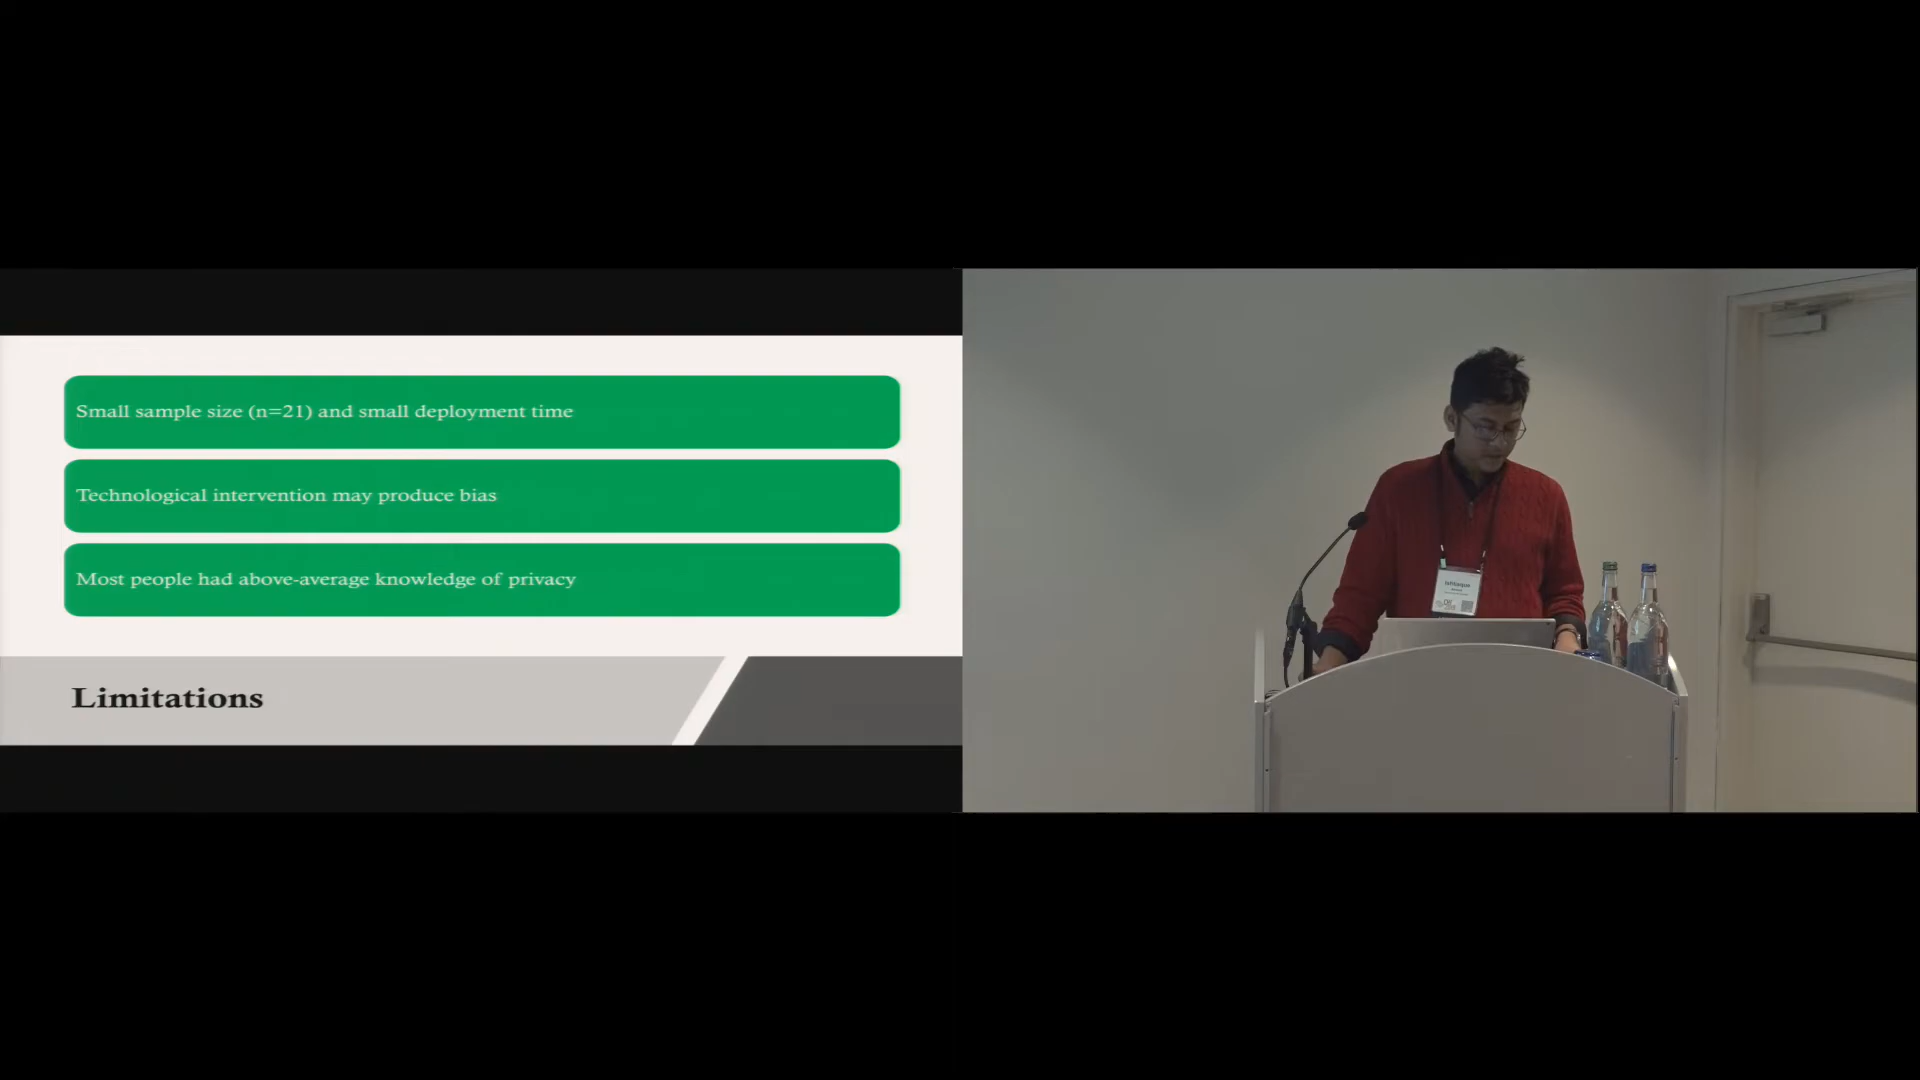 Small sample size (n=21) and small deployment time
Technological intervention may produce bias
Most people had above-average knowledge of privacy
Limitations
Ishtiaque